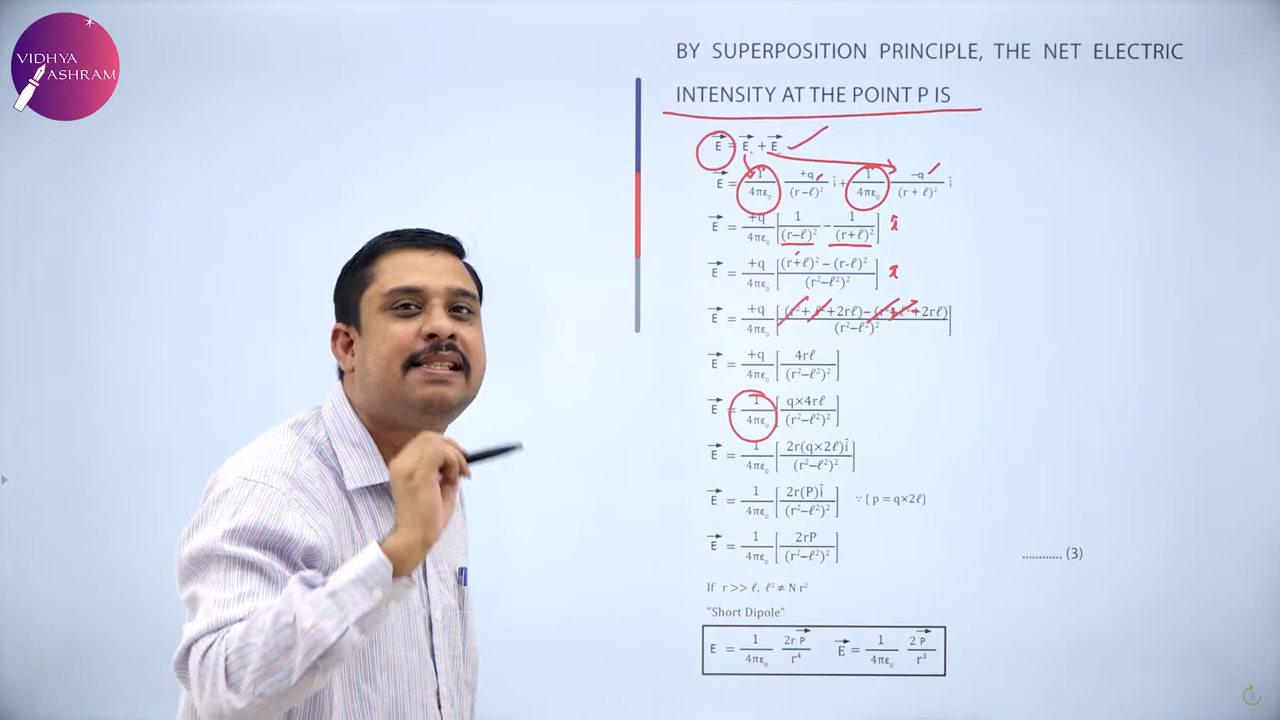 VIDHYA
ASHRAM
BY SUPERPOSITION PRINCIPLE, THE NET ELECTRIC
INTENSITY AT THE POINT P IS
E⃗ = E⃗₊ + E⃗₋
E⃗ = 1/4πε₀ +q/(r−ℓ)² î + 1/4πε₀ −q/(r + ℓ)² î
E⃗ = +q/4πε₀ [1/(r−ℓ)² − 1/(r+ℓ)²] î
E⃗ = +q/4πε₀ [(r+ℓ)² − (r-ℓ)²/(r²−ℓ²)²] î
E⃗ = +q/4πε₀ [(r²+ ℓ²+2rℓ)−(r²+ℓ²+2rℓ)/(r²−ℓ²)²]
E⃗ = +q/4πε₀ [4rℓ/(r²−ℓ²)²]
E⃗ = 1/4πε₀ [q×4rℓ/(r²−ℓ²)²]
E⃗ = 1/4πε₀ [2r(q×2ℓ)î/(r²−ℓ²)²]
E⃗ = 1/4πε₀ [2r(P)î/(r²−ℓ²)²] ∵ { p = q×2ℓ}
E⃗ = 1/4πε₀ [2rP/(r²−ℓ²)²] ............ (3)
If r >> ℓ, ℓ² ≠ N r²
"Short Dipole"
E = 1/4πε₀ 2r P⃗/r⁴ E⃗ = 1/4πε₀ 2 P⃗/r³